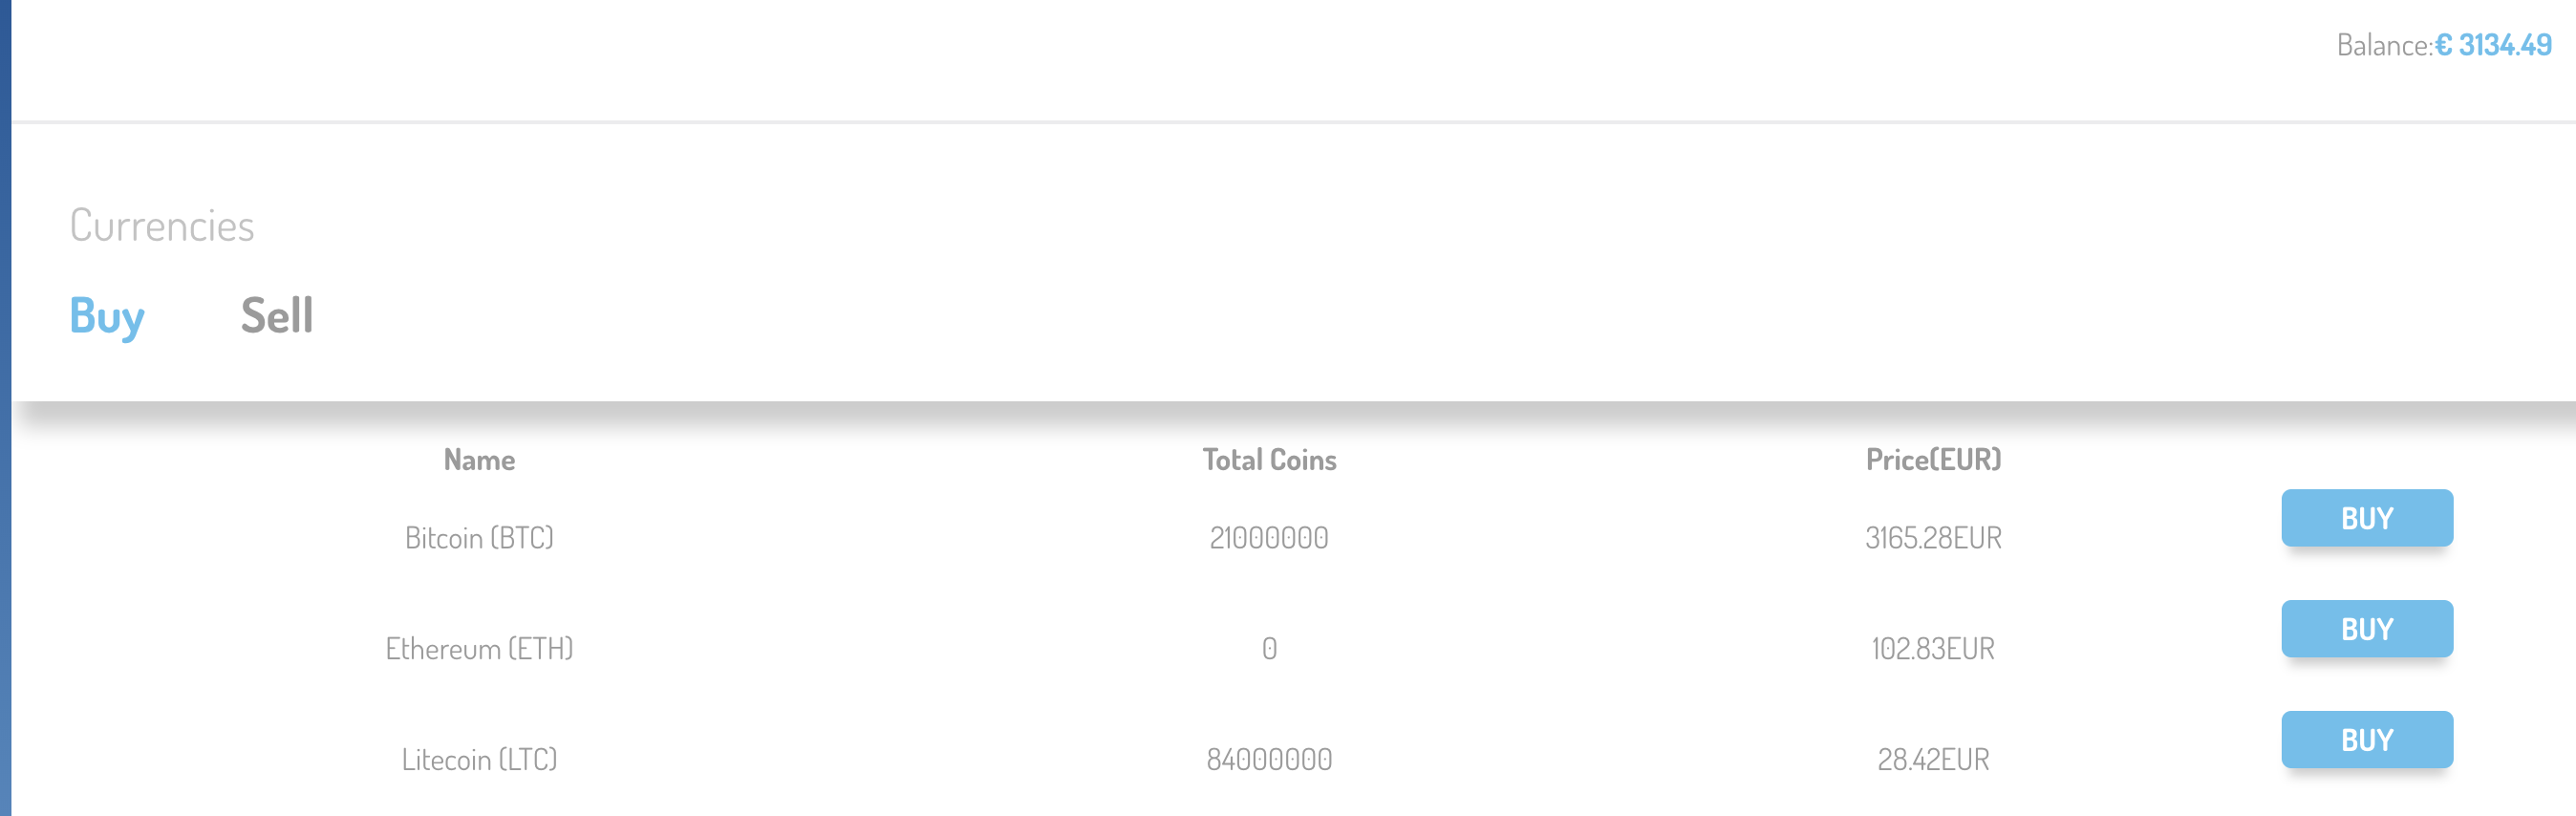 Balance:€ 3134.49
Currencies
Buy Sell
Name Total Coins Price(EUR)
Bitcoin (BTC) 21000000 3165.28EUR BUY
Ethereum (ETH) 0 102.83EUR BUY
Litecoin (LTC) 84000000 28.42EUR BUY